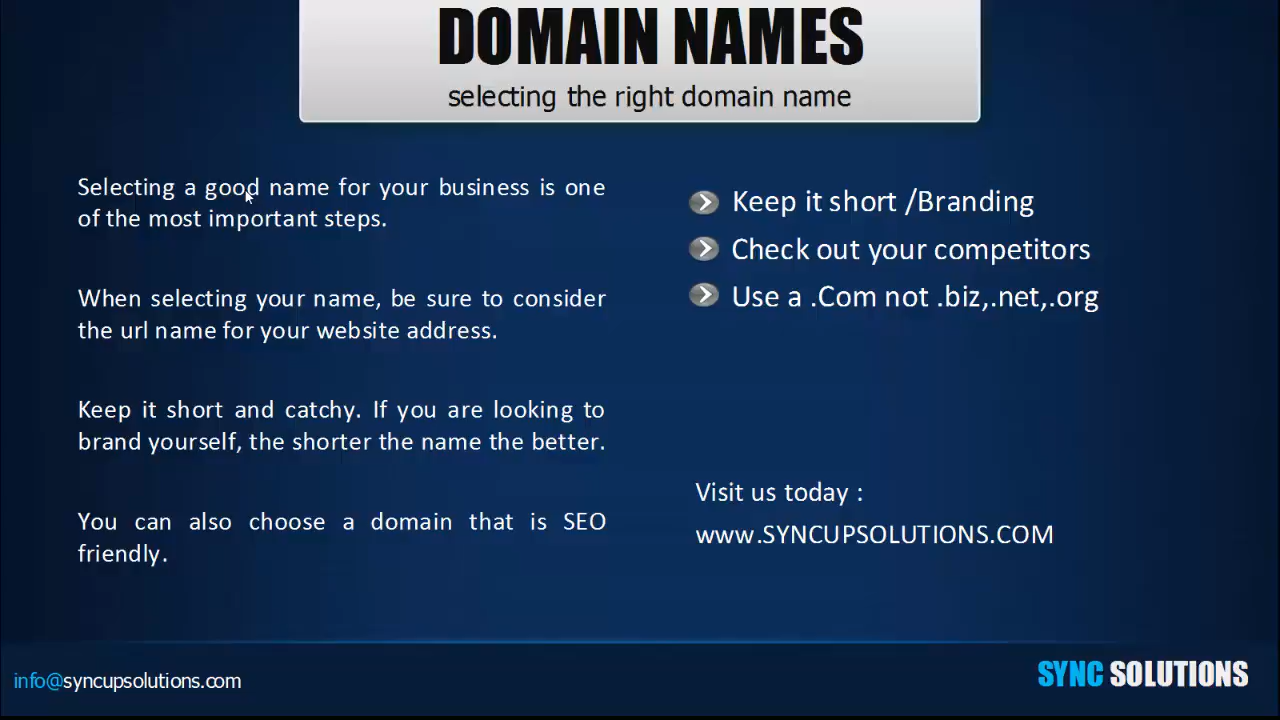 DOMAIN NAMES
selecting the right domain name
Selecting a good name for your business is one
of the most important steps.
When selecting your name, be sure to consider
the url name for your website address.
Keep it short and catchy. If you are looking to
brand yourself, the shorter the name the better.
You can also choose a domain that is SEO
friendly.
Keep it short /Branding
Check out your competitors
Use a .Com not .biz,.net,.org
Visit us today :
www.SYNCUPSOLUTIONS.COM
info@syncupsolutions.com
SYNC SOLUTIONS